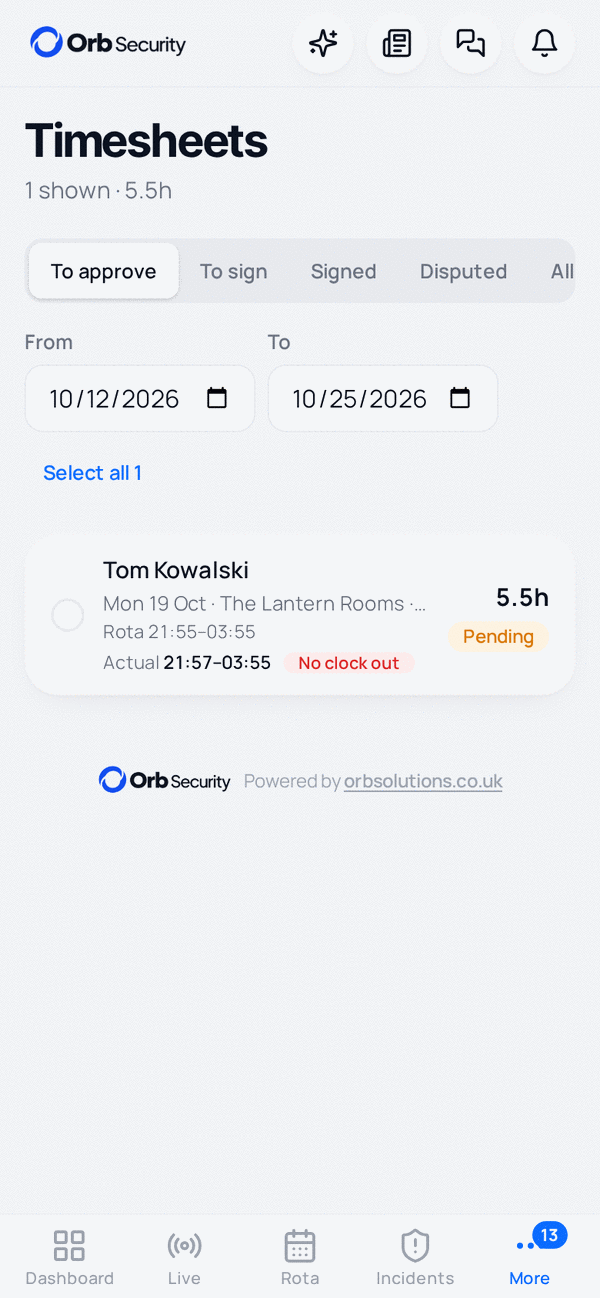 Orb Security
Timesheets
1 shown · 5.5h
To approve To sign Signed Disputed All
From To
10/12/2026 10/25/2026
Select all 1
Tom Kowalski
Mon 19 Oct · The Lantern Rooms ·…
5.5h
Rota 21:55–03:55
Pending
Actual 21:57–03:55 No clock out
Orb Security Powered by orbsolutions.co.uk
13
Dashboard Live Rota Incidents More